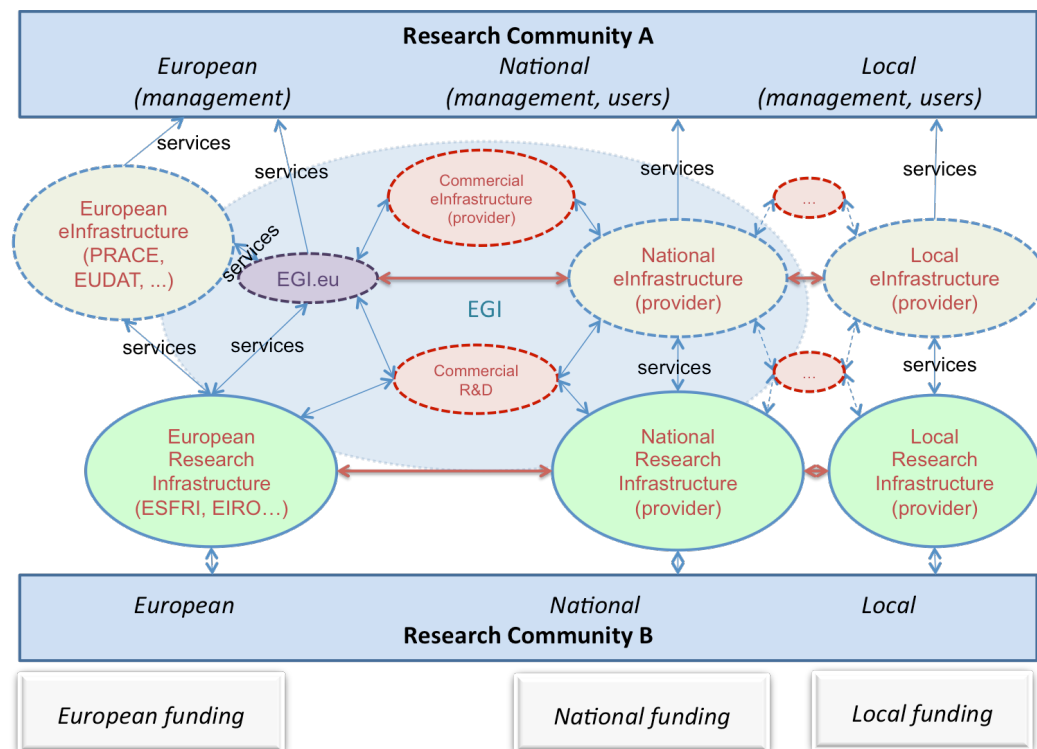 Research Community A
European
(management)
National
(management, users)
Local
(management, users)
services
services
services
services
European
eInfrastructure
(PRACE,
EUDAT, ...)
services
EGI.eu
Commercial
eInfrastructure
(provider)
National
eInfrastructure
(provider)
...
Local
eInfrastructure
(provider)
EGI
services
services
Commercial
R&D
services
...
services
European
Research
Infrastructure
(ESFRI, EIRO…)
National
Research
Infrastructure
(provider)
Local
Research
Infrastructure
(provider)
European
National
Local
Research Community B
European funding
National funding
Local funding